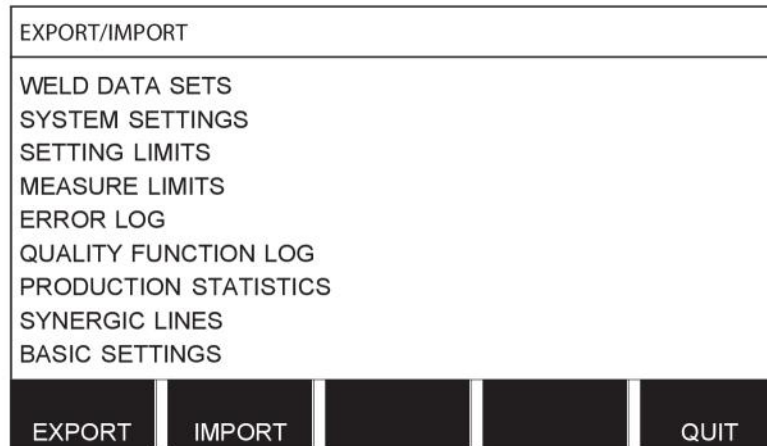 EXPORT/IMPORT
WELD DATA SETS
SYSTEM SETTINGS
SETTING LIMITS
MEASURE LIMITS
ERROR LOG
QUALITY FUNCTION LOG
PRODUCTION STATISTICS
SYNERGIC LINES
BASIC SETTINGS
EXPORT IMPORT QUIT